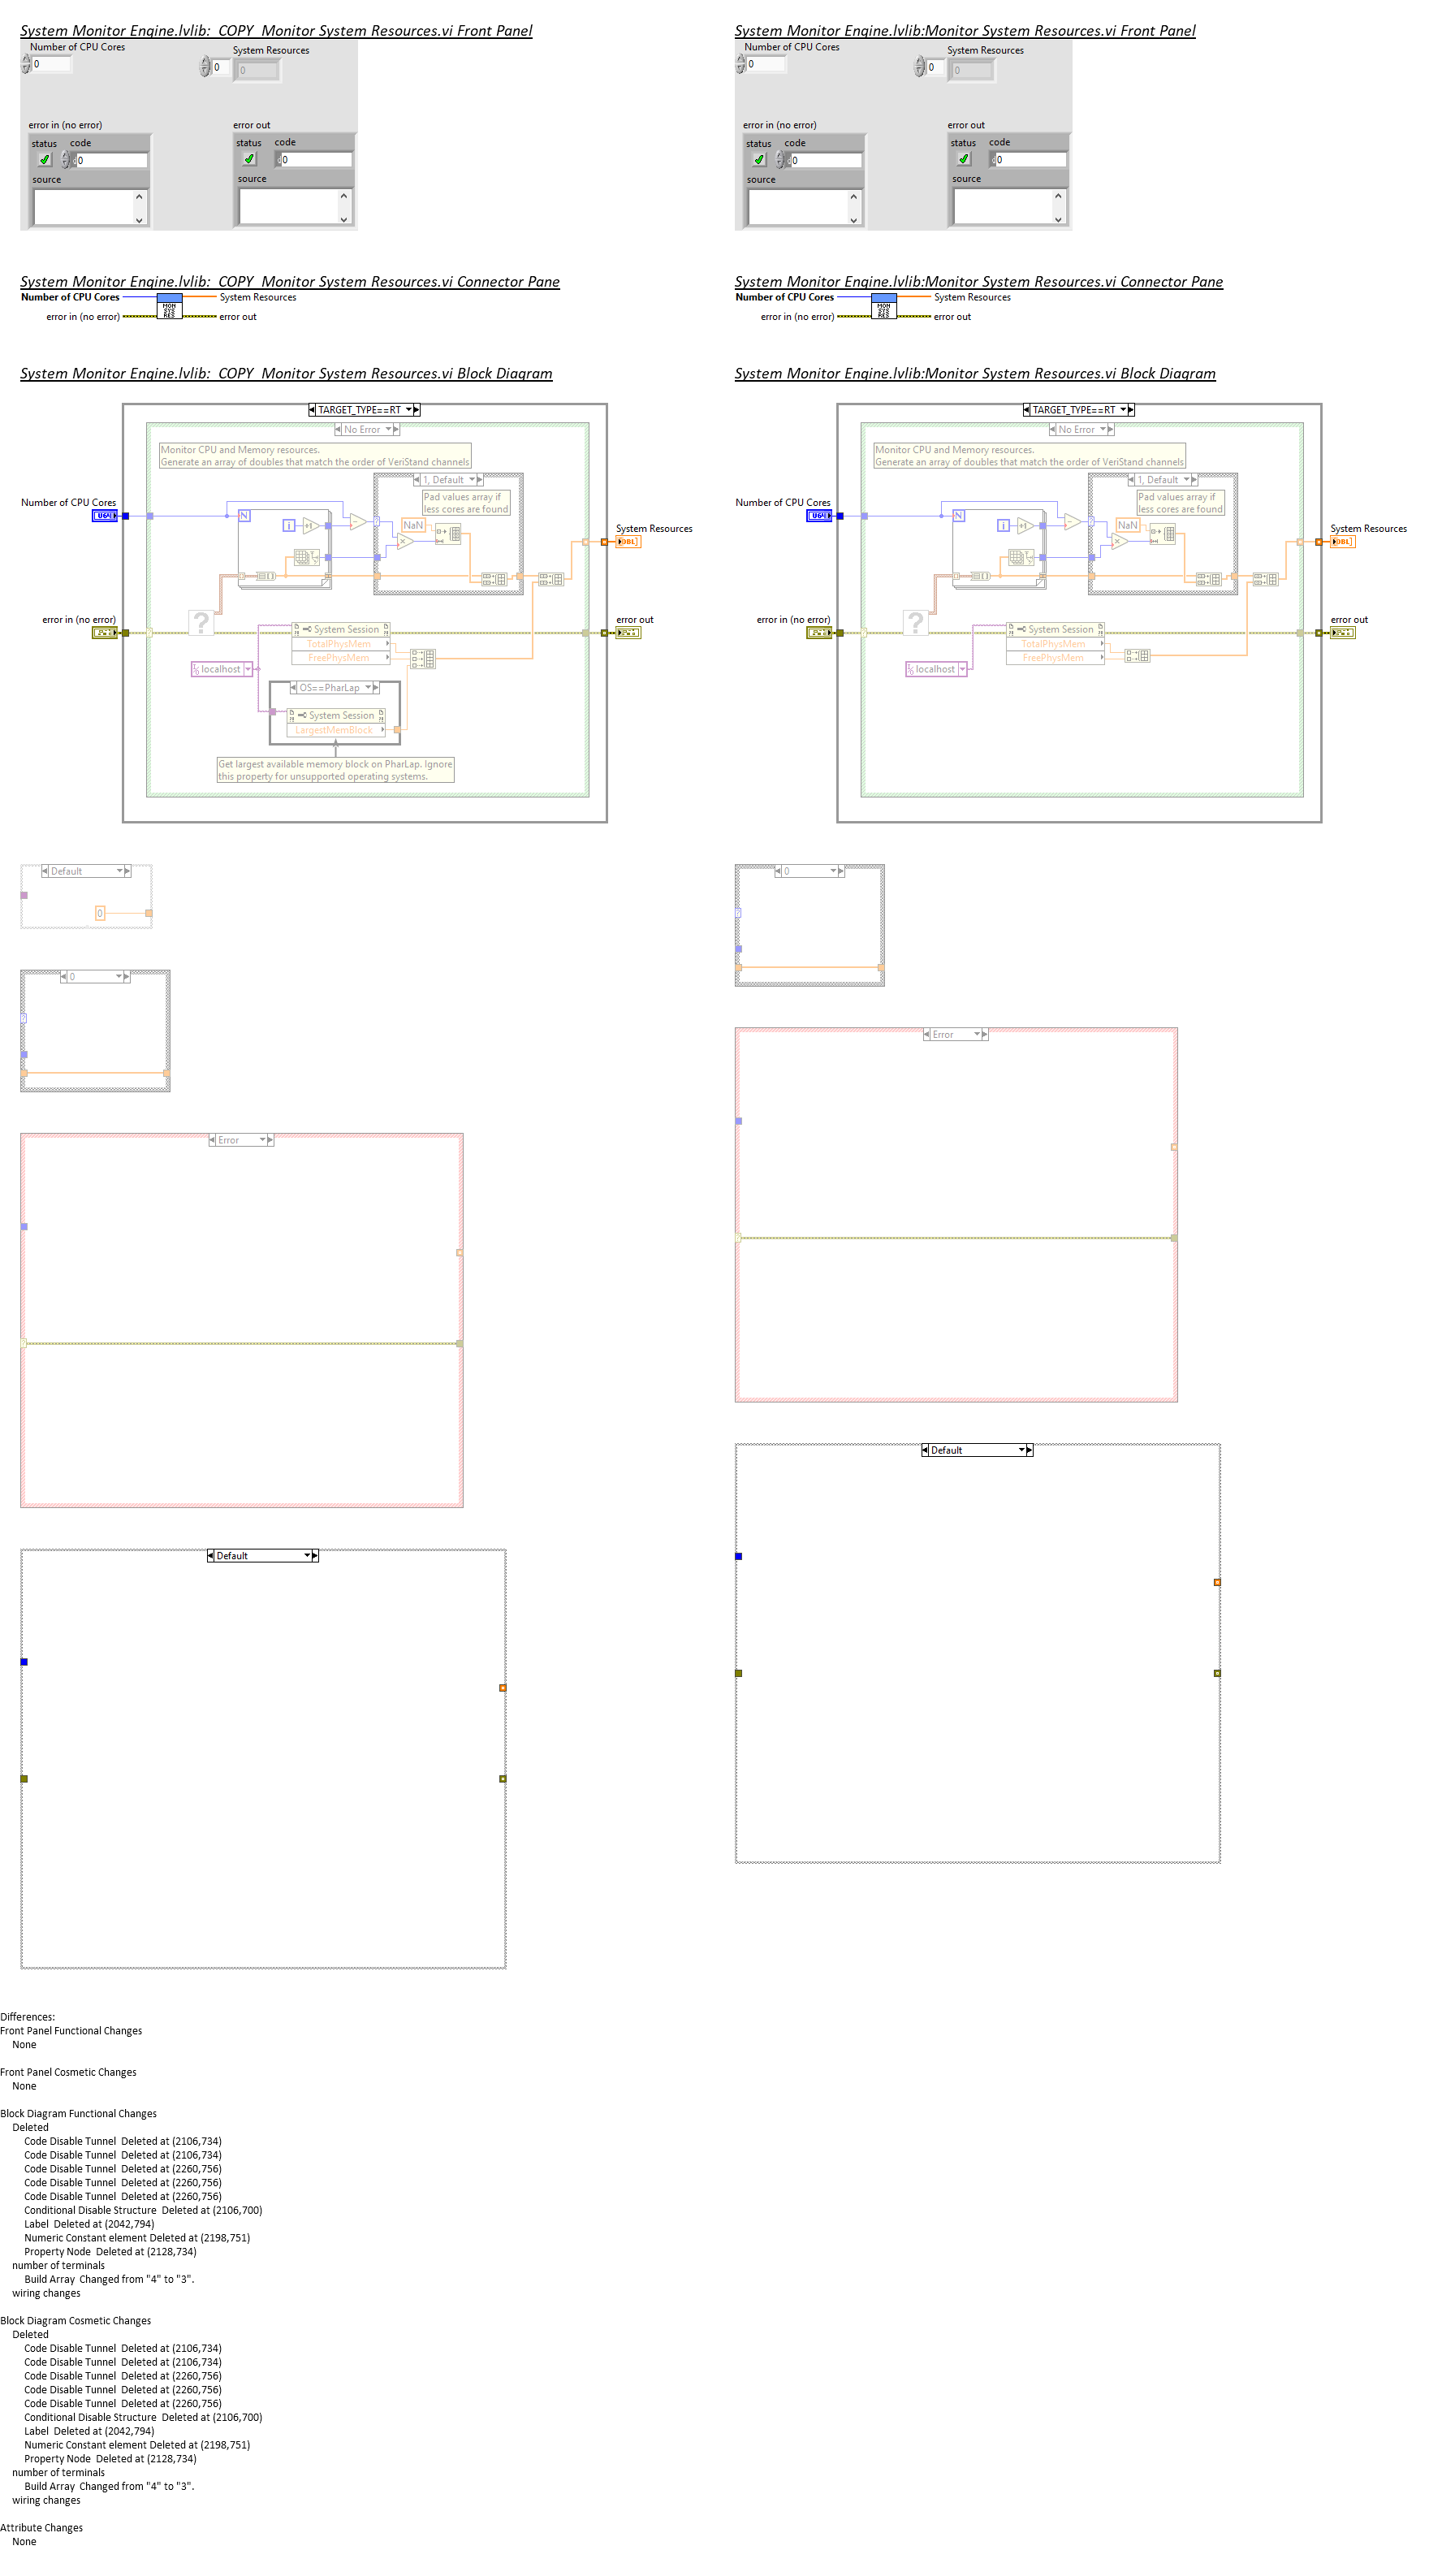 System Monitor Engine.lvlib:  COPY  Monitor System Resources.vi Front Panel
Number of CPU Cores
System Resources
0
0
0
error in (no error)
error out
status code
status code
0
0
source
source
System Monitor Engine.lvlib:Monitor System Resources.vi Front Panel
Number of CPU Cores
System Resources
0
0
0
error in (no error)
error out
status code
status code
0
0
source
source
System Monitor Engine.lvlib:  COPY  Monitor System Resources.vi Connector Pane
Number of CPU Cores
System Resources
MON
SYS
RES
error in (no error)
error out
System Monitor Engine.lvlib:Monitor System Resources.vi Connector Pane
Number of CPU Cores
System Resources
MON
SYS
RES
error in (no error)
error out
System Monitor Engine.lvlib:  COPY  Monitor System Resources.vi Block Diagram
TARGET_TYPE==RT
No Error
Monitor CPU and Memory resources.
Generate an array of doubles that match the order of VeriStand channels
1, Default
Pad values array if
less cores are found
Number of CPU Cores
U64
N
i
+1
NaN
System Resources
DBL
?
error in (no error)
error out
System Session
TotalPhysMem
FreePhysMem
localhost
OS==PharLap
System Session
LargestMemBlock
Get largest available memory block on PharLap. Ignore
this property for unsupported operating systems.
System Monitor Engine.lvlib:Monitor System Resources.vi Block Diagram
TARGET_TYPE==RT
No Error
Monitor CPU and Memory resources.
Generate an array of doubles that match the order of VeriStand channels
1, Default
Pad values array if
less cores are found
Number of CPU Cores
U64
N
i
+1
NaN
System Resources
DBL
?
error in (no error)
error out
System Session
TotalPhysMem
FreePhysMem
localhost
Default
0
0
Error
Default
0
Error
Default
Differences:
Front Panel Functional Changes
None
Front Panel Cosmetic Changes
None
Block Diagram Functional Changes
Deleted
Code Disable Tunnel  Deleted at (2106,734)
Code Disable Tunnel  Deleted at (2106,734)
Code Disable Tunnel  Deleted at (2260,756)
Code Disable Tunnel  Deleted at (2260,756)
Code Disable Tunnel  Deleted at (2260,756)
Conditional Disable Structure  Deleted at (2106,700)
Label  Deleted at (2042,794)
Numeric Constant element Deleted at (2198,751)
Property Node  Deleted at (2128,734)
number of terminals
Build Array  Changed from "4" to "3".
wiring changes
Block Diagram Cosmetic Changes
Deleted
Code Disable Tunnel  Deleted at (2106,734)
Code Disable Tunnel  Deleted at (2106,734)
Code Disable Tunnel  Deleted at (2260,756)
Code Disable Tunnel  Deleted at (2260,756)
Code Disable Tunnel  Deleted at (2260,756)
Conditional Disable Structure  Deleted at (2106,700)
Label  Deleted at (2042,794)
Numeric Constant element Deleted at (2198,751)
Property Node  Deleted at (2128,734)
number of terminals
Build Array  Changed from "4" to "3".
wiring changes
Attribute Changes
None